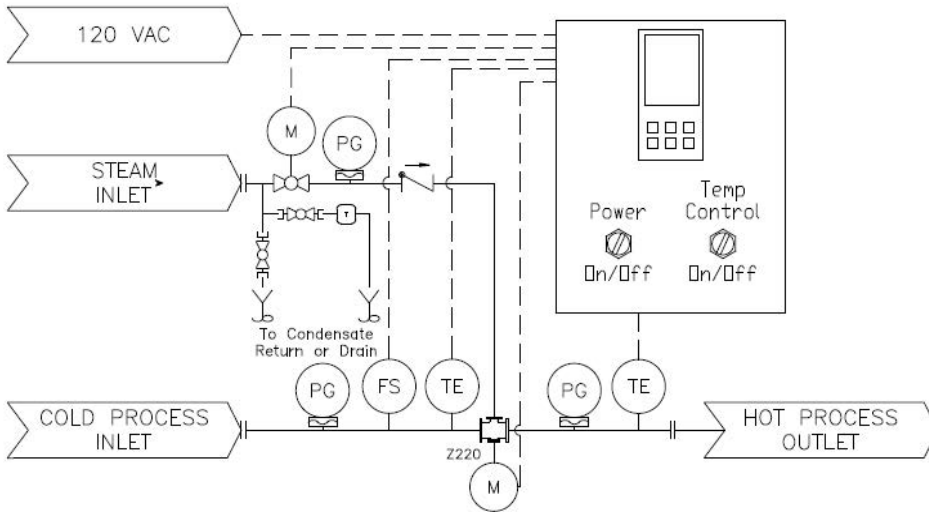 120 VAC
M
PG
STEAM
INLET
Temp
Power Control
On/Off On/Off
T
To Condensate
Return or Drain
PG
FS
TE
PG
TE
COLD PROCESS
INLET
HOT PROCESS
OUTLET
Z220
M